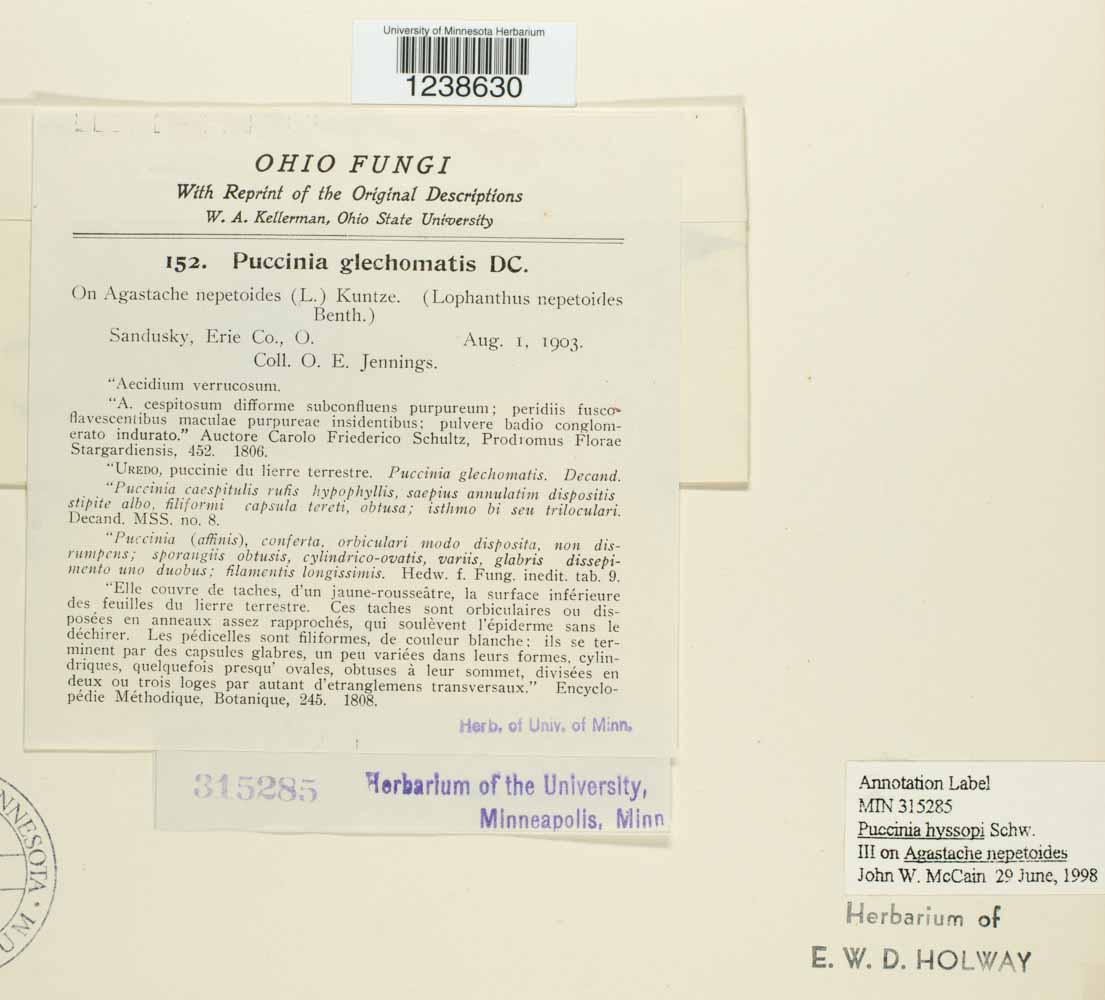 University of Minnesota Herbarium
1238630
OHIO FUNGI
With Reprint of the Original Descriptions
W. A. Kellerman, Ohio State University
152. Puccinia glechomatis DC.
On Agastache nepetoides (L.) Kuntze. (Lophanthus nepetoides
Benth.)
Sandusky, Erie Co., O. Aug. 1, 1903.
Coll. O. E. Jennings.
"Aecidium verrucosum.
"A. cespitosum difforme subconfluens purpureum; peridiis fusco-
flavescentibus maculae purpureae insidentibus; pulvere badio conglom-
erato indurato." Auctore Carolo Friederico Schultz, Prodromus Florae
Stargardiensis, 452. 1806.
"UREDO, puccinie du lierre terrestre. Puccinia glechomatis. Decand.
"Puccinia caespitulis rufis hypophyllis, saepius annulatim dispositis
stipite albo, filiformi capsula tereti, obtusa; isthmo bi seu triloculari.
Decand. MSS. no. 8.
"Puccinia (affinis), conferta, orbiculari modo disposita, non dis-
rumpens; sporangiis obtusis, cylindrico-ovatis, variis, glabris dissepi-
mento uno duobus; filamentis longissimis. Hedw. f. Fung. inedit. tab. 9.
"Elle couvre de taches, d'un jaune-rousseâtre, la surface inférieure
des feuilles du lierre terrestre. Ces taches sont orbiculaires ou dis-
posées en anneaux assez rapprochés, qui soulèvent l'épiderme sans le
déchirer. Les pédicelles sont filiformes, de couleur blanche; ils se ter-
minent par des capsules glabres, un peu variées dans leurs formes, cylin-
driques, quelquefois presqu' ovales, obtuses à leur sommet, divisées en
deux ou trois loges par autant d'etranglemens transversaux." Encyclo-
pédie Méthodique, Botanique, 245. 1808.
Herb. of Univ. of Minn.
315285 Herbarium of the University,
Minneapolis, Minn
Annotation Label
MIN 315285
Puccinia hyssopi Schw.
III on Agastache nepetoides
John W. McCain 29 June, 1998
Herbarium of
E. W. D. HOLWAY